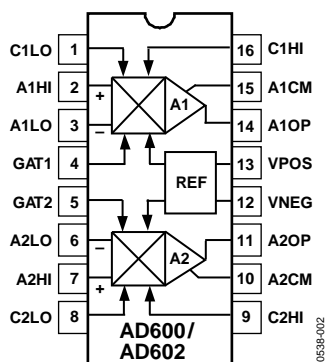 C1LO 1 16 C1HI
A1HI 2 + A1 15 A1CM
A1LO 3 − 14 A1OP
GAT1 4 REF 13 VPOS
GAT2 5 12 VNEG
A2LO 6 − A2 11 A2OP
A2HI 7 + 10 A2CM
C2LO 8 9 C2HI
AD600/
AD602
00538-002